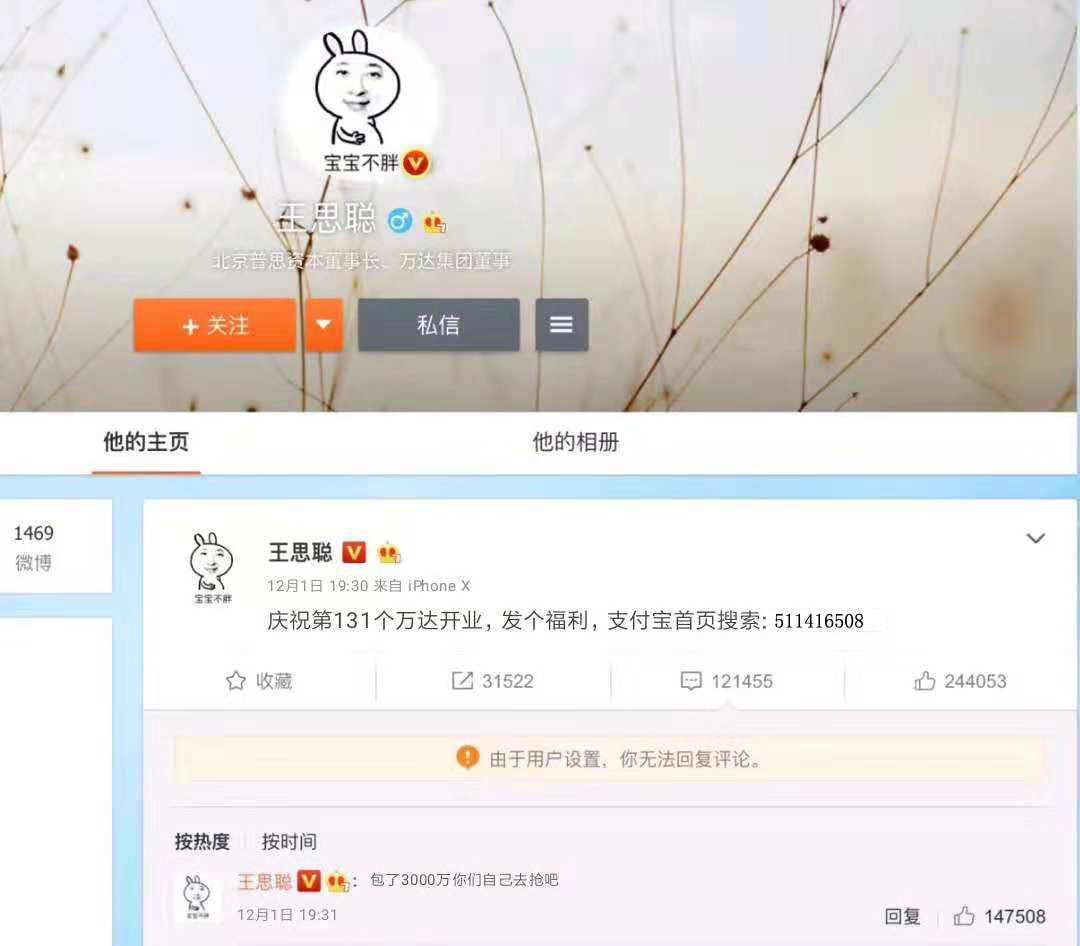 宝宝不胖
王思聪
北京普思资本董事长、万达集团董事
+ 关注
私信
他的主页
他的相册
1469
微博
王思聪
宝宝不胖
12月1日 19:30 来自 iPhone X
庆祝第131个万达开业，发个福利，支付宝首页搜索: 511416508
收藏
31522
121455
244053
由于用户设置，你无法回复评论。
按热度
按时间
王思聪: 包了3000万你们自己去抢吧
宝宝不胖
12月1日 19:31
回复
147508